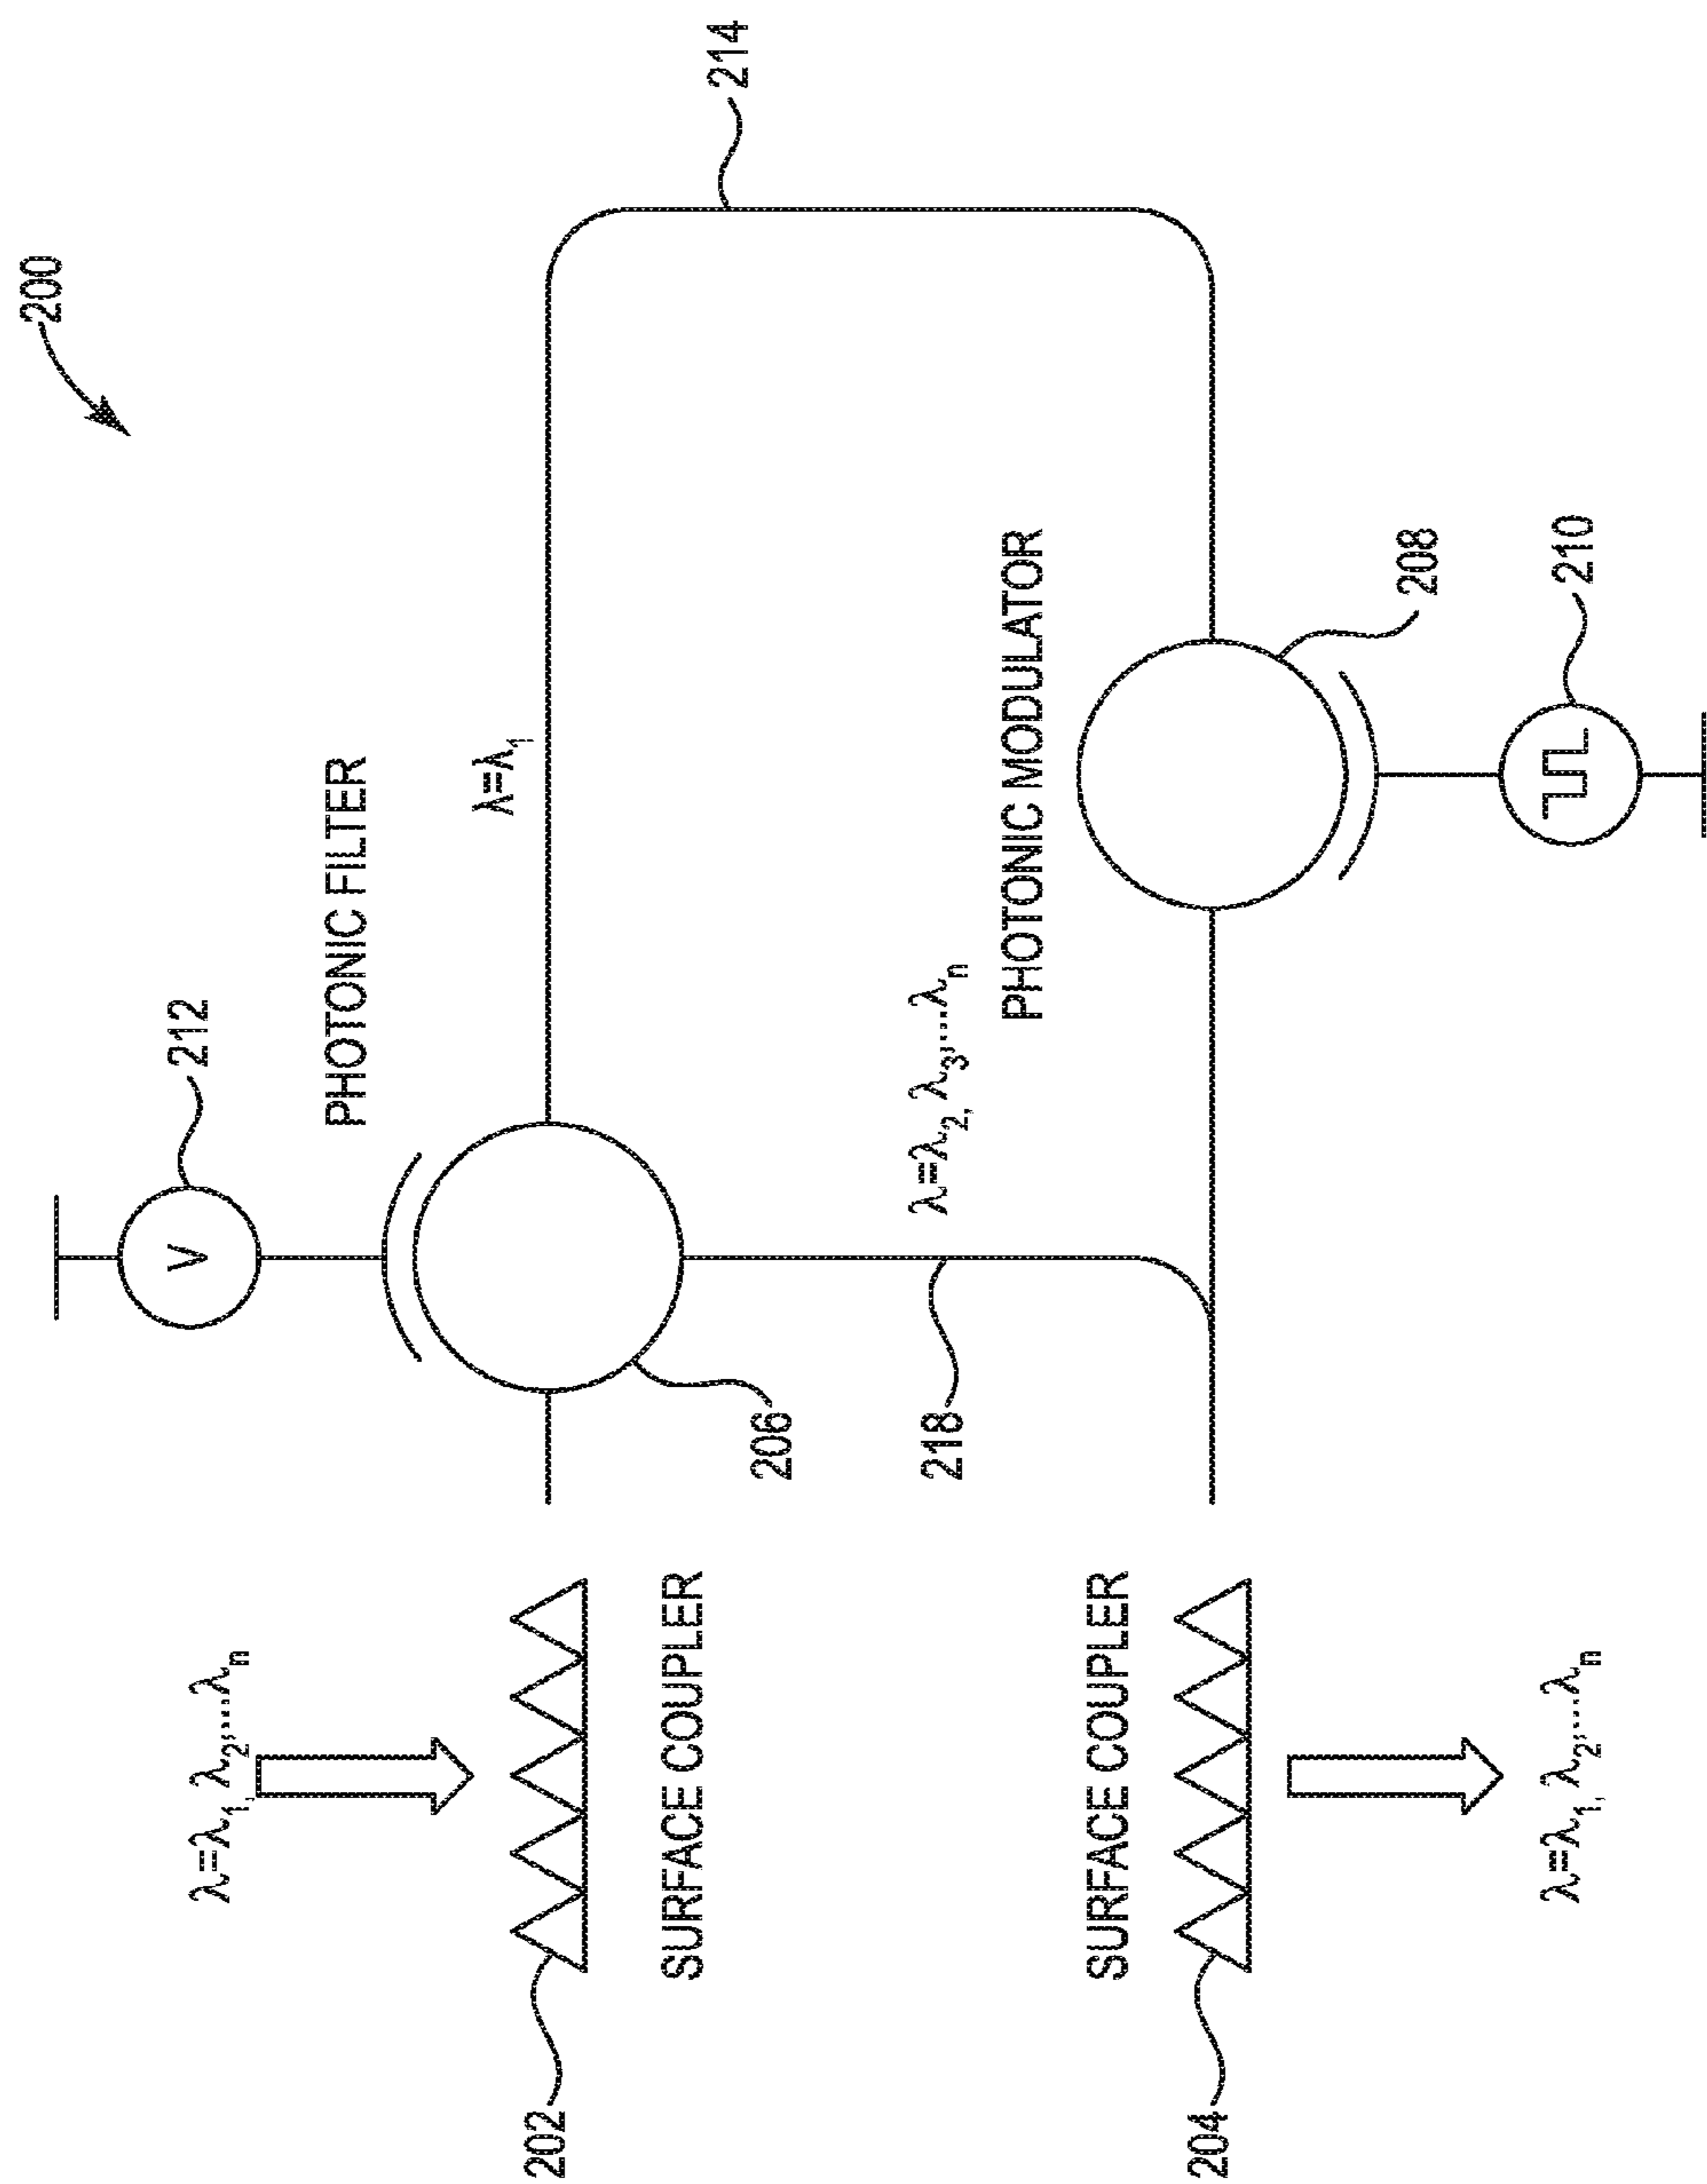 200
214
212
V
PHOTONIC FILTER
λ=λ1
206
218
λ=λ2, λ3,...λn
PHOTONIC MODULATOR
208
210
λ=λ1, λ2,...λn
202
SURFACE COUPLER
SURFACE COUPLER
204
λ=λ1, λ2,...λn